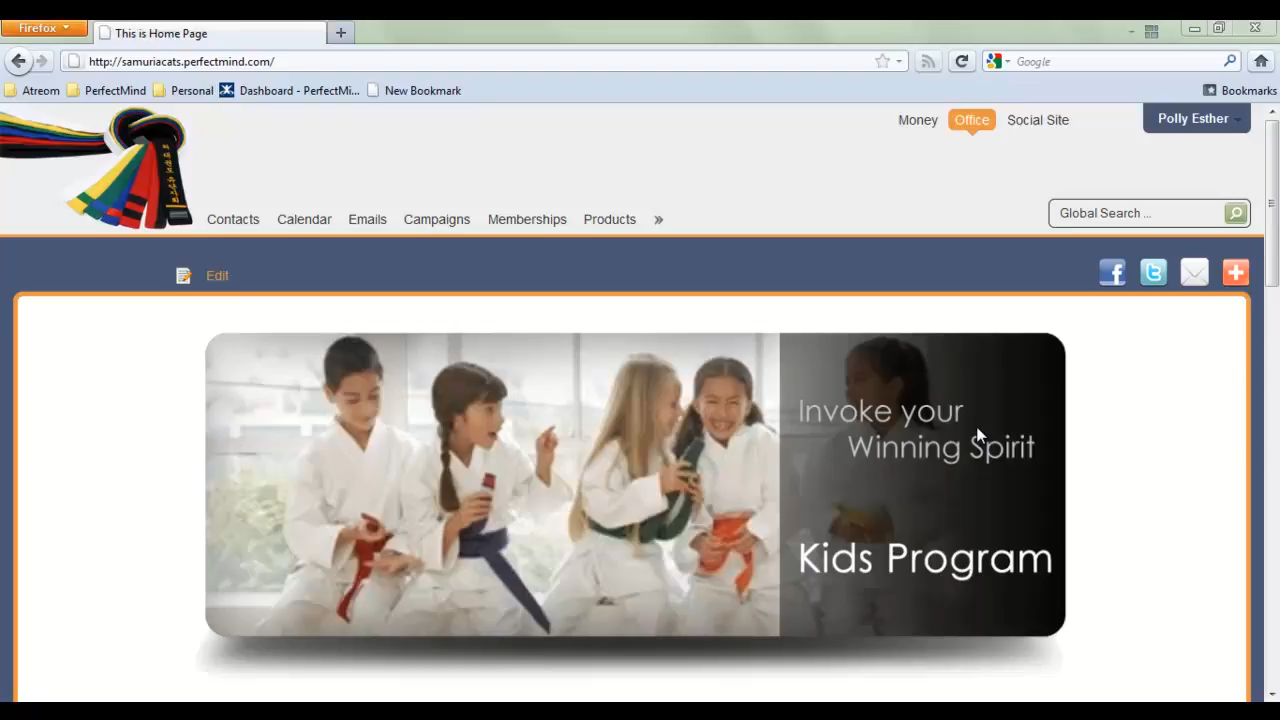 Firefox
This is Home Page
http://samuriacats.perfectmind.com/
Google
Atreom
PerfectMind
Personal
Dashboard - PerfectMi...
New Bookmark
Bookmarks
Money
Office
Social Site
Polly Esther
Contacts
Calendar
Emails
Campaigns
Memberships
Products
»
Global Search ...
Edit
Invoke your
Winning Spirit
Kids Program